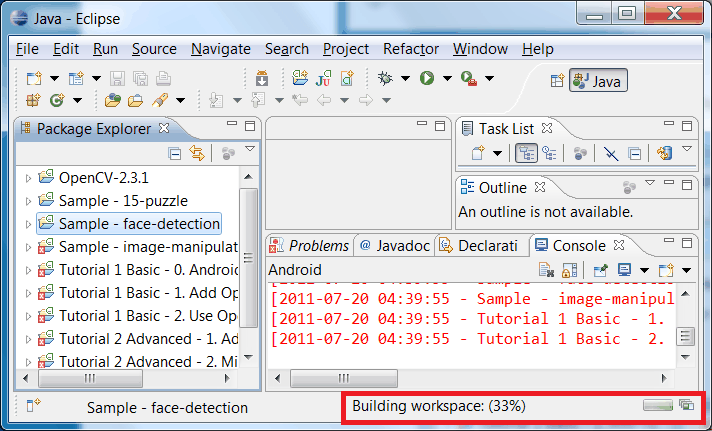 Java - Eclipse
File Edit Run Source Navigate Search Project Refactor Window Help
Java
Package Explorer
OpenCV-2.3.1
Sample - 15-puzzle
Sample - face-detection
Sample - image-manipulat
Tutorial 1 Basic - 0. Androi
Tutorial 1 Basic - 1. Add Op
Tutorial 1 Basic - 2. Use Ope
Tutorial 2 Advanced - 1. Ad
Tutorial 2 Advanced - 2. Mi
Task List
Outline
An outline is not available.
Problems @ Javadoc Declarati Console
Android
[2011-07-20 04:39:55 - Sample - image-manipul
[2011-07-20 04:39:55 - Tutorial 1 Basic - 1.
[2011-07-20 04:39:55 - Tutorial 1 Basic - 2.
Sample - face-detection
Building workspace: (33%)